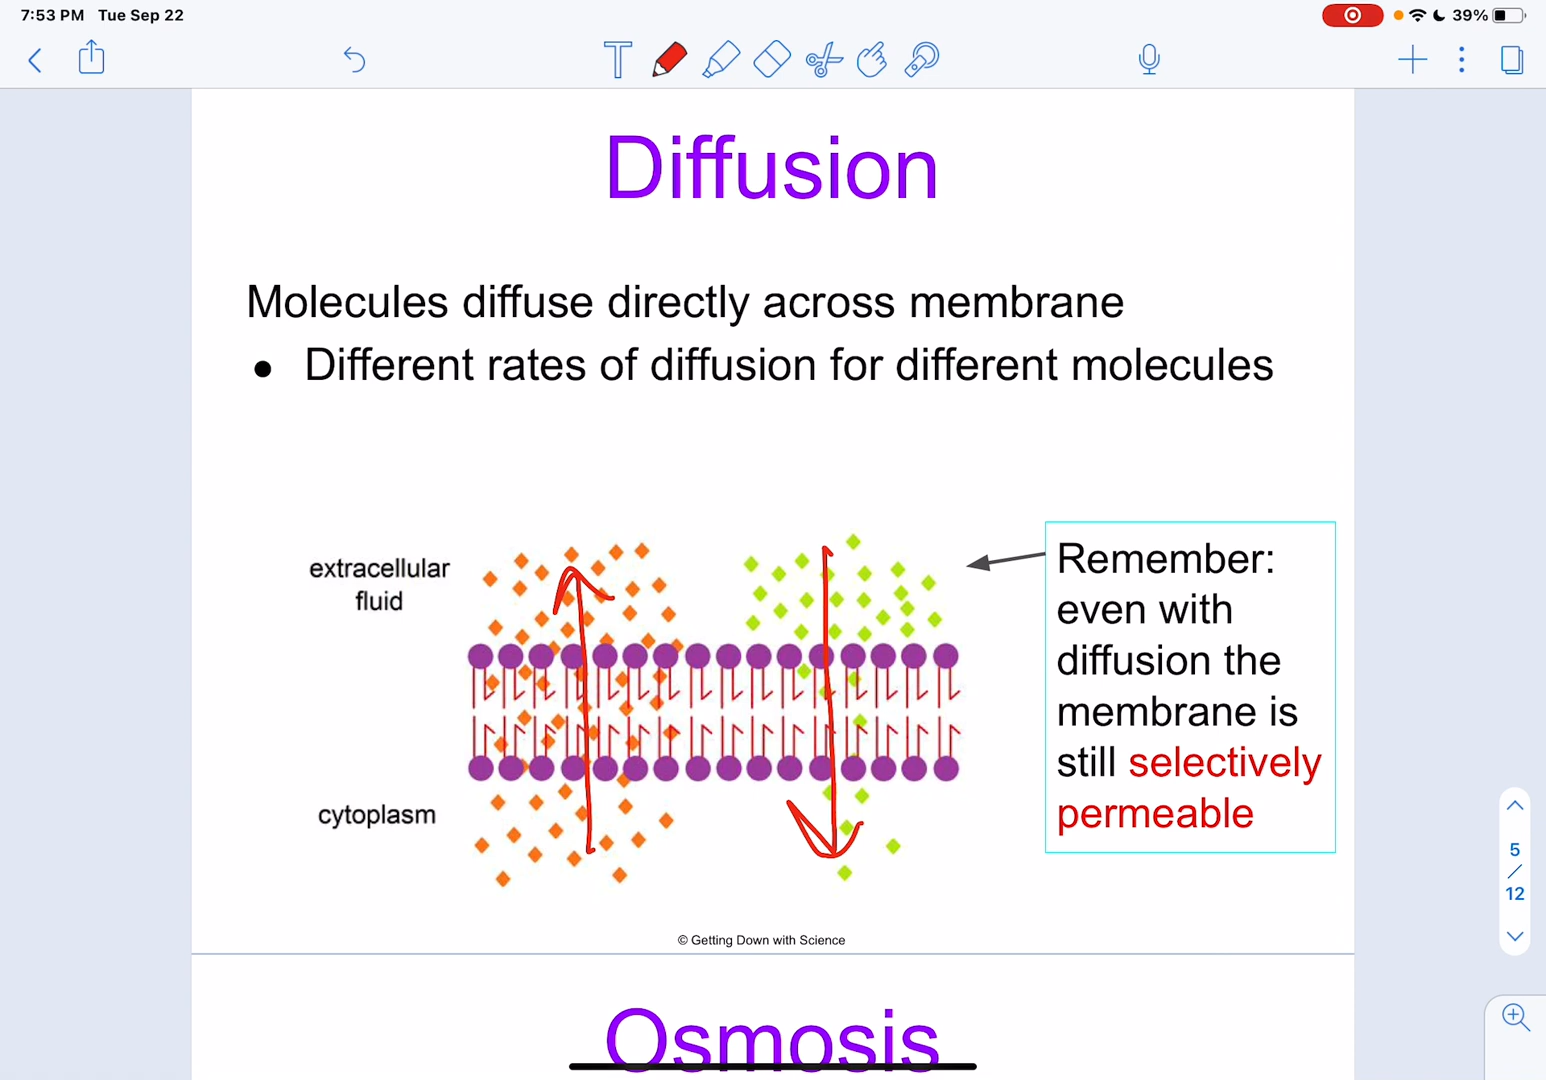 7:53 PM Tue Sep 22
39%
T
Diffusion
Molecules diffuse directly across membrane
● Different rates of diffusion for different molecules
extracellular
fluid
cytoplasm
Remember:
even with
diffusion the
membrane is
still selectively
permeable
5
/
12
© Getting Down with Science
Osmosis